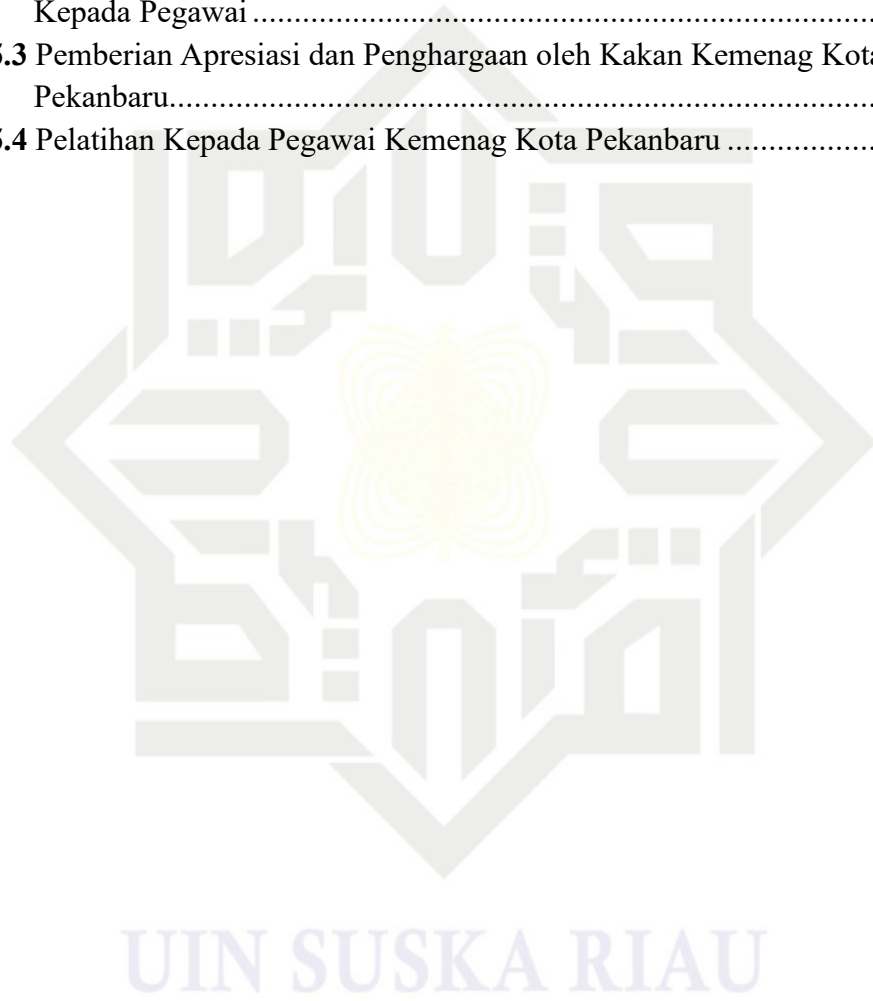 Kepada Pegawai ........................................................................................
5.3 Pemberian Apresiasi dan Penghargaan oleh Kakan Kemenag Kota
Pekanbaru.................................................................................................
5.4 Pelatihan Kepada Pegawai Kemenag Kota Pekanbaru ...................
UIN SUSKA RIAU